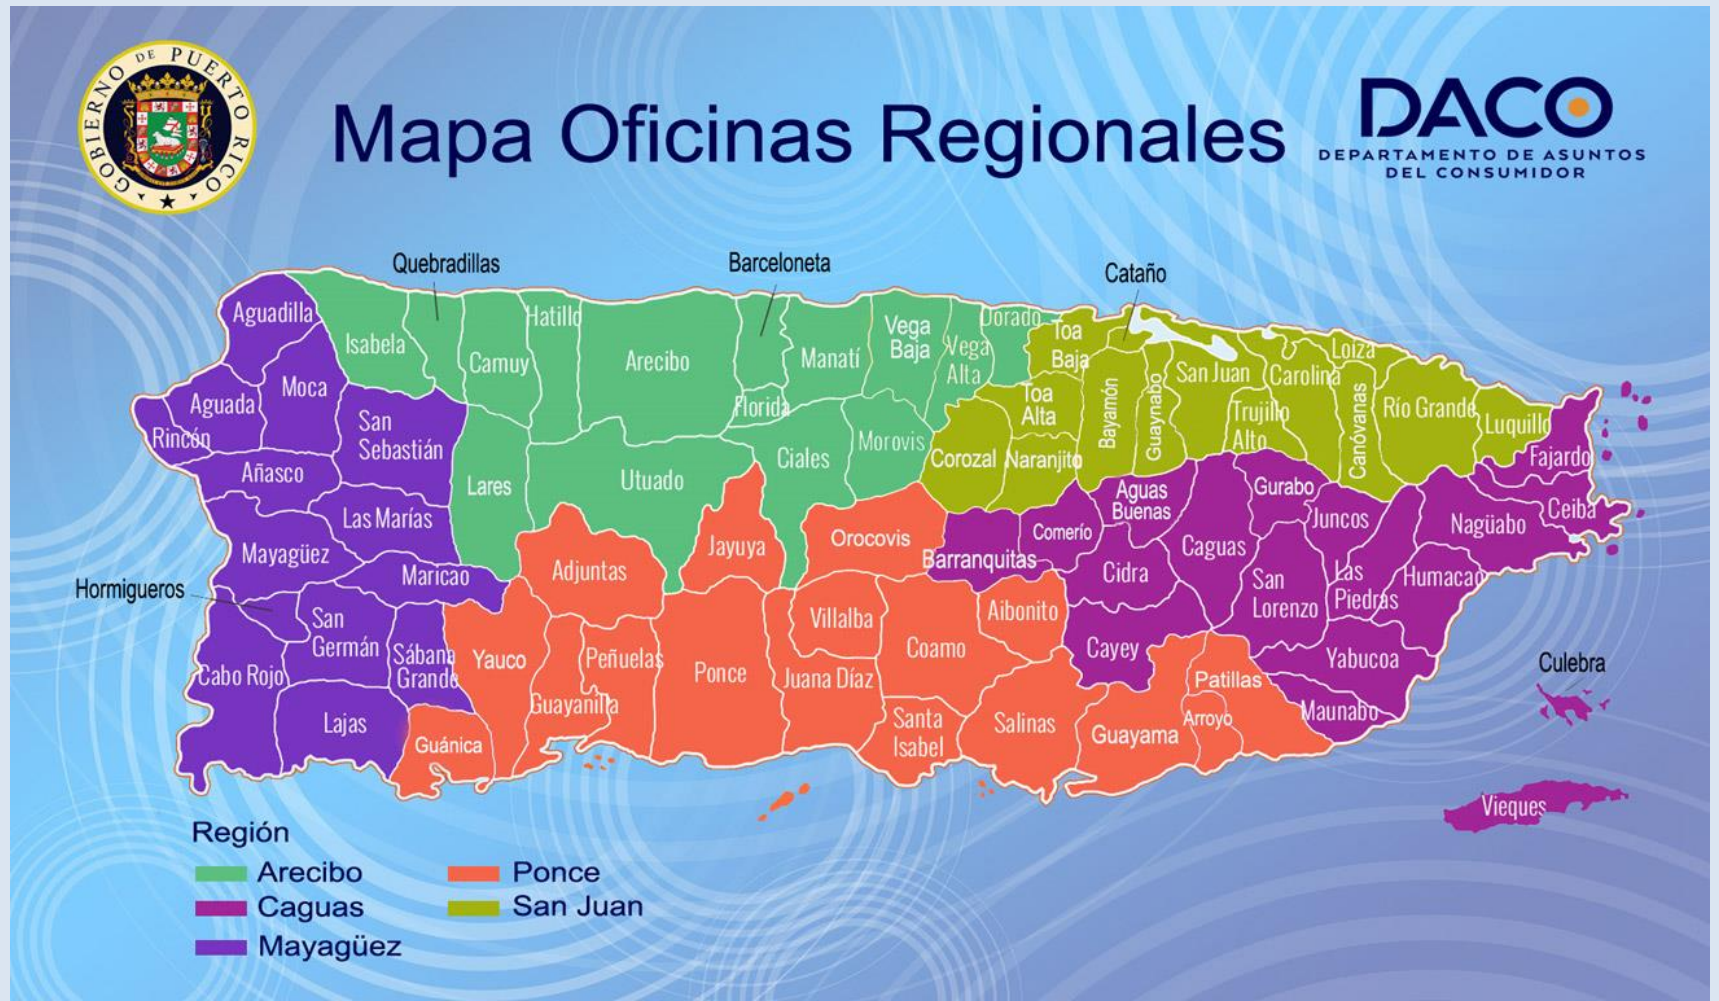 GOBIERNO DE PUERTO RICO
Mapa Oficinas Regionales
DACO
DEPARTAMENTO DE ASUNTOS
DEL CONSUMIDOR
Quebradillas
Barceloneta
Cataño
Aguadilla
Isabela
Camuy
Hatillo
Arecibo
Manatí
Vega
Baja
Vega
Alta
Dorado
Toa
Baja
Toa
Alta
Bayamón
Guaynabo
San Juan
Trujillo
Alto
Carolina
Loíza
Canóvanas
Río Grande
Luquillo
Moca
Aguada
Rincón
San
Sebastián
Añasco
Lares
Utuado
Florida
Ciales
Morovis
Corozal
Naranjito
Aguas
Buenas
Gurabo
Juncos
Fajardo
Ceiba
Nagüabo
Las Marías
Mayagüez
Maricao
Hormigueros
Adjuntas
Jayuya
Orocovis
Barranquitas
Comerío
Cidra
Caguas
San
Lorenzo
Las
Piedras
Humacao
San
Germán
Sábana
Grande
Cabo Rojo
Lajas
Yauco
Guánica
Guayanilla
Peñuelas
Ponce
Villalba
Juana Díaz
Coamo
Aibonito
Cayey
Santa
Isabel
Salinas
Guayama
Arroyo
Patillas
Yabucoa
Maunabo
Culebra
Vieques
Región
Arecibo
Caguas
Mayagüez
Ponce
San Juan